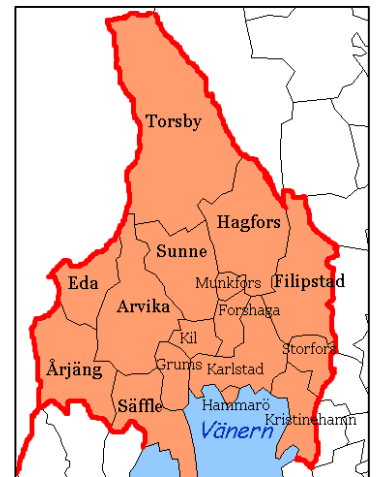 Torsby
Hagfors
Sunne
Eda
Munkfors
Filipstad
Arvika
Forshaga
Kil
Storfors
Årjäng
Grums
Karlstad
Säffle
Hammarö
Kristinehamn
Vänern